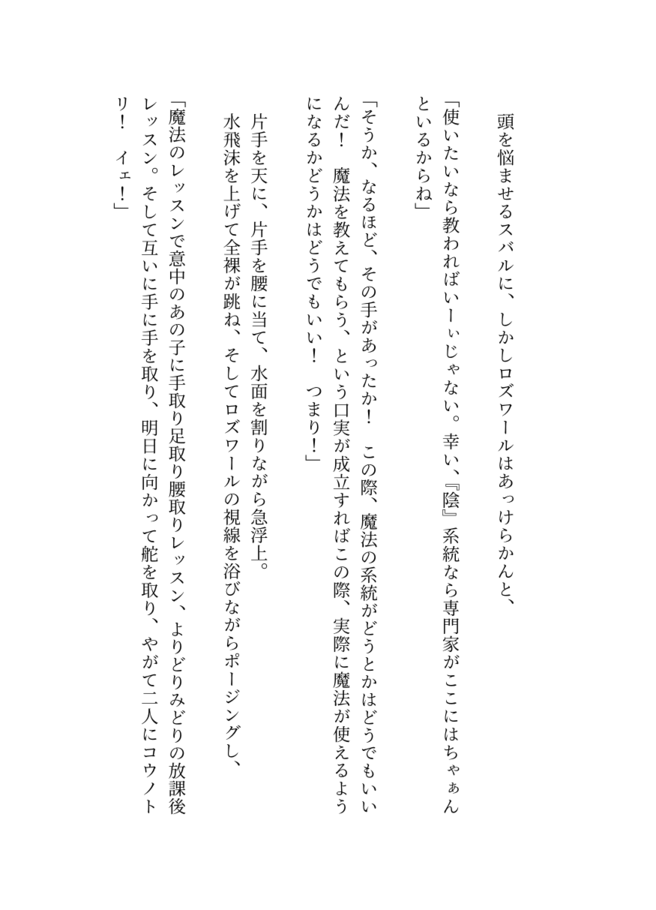 頭を悩ませるスバルに、しかしロズワールはあっけらかんと、
「使いたいなら教わればいーぃじゃない。幸い、『陰』系統なら専門家がここにはちゃぁん
といるからね」
「そうか、なるほど、その手があったか！　この際、魔法の系統がどうとかはどうでもいい
んだ！　魔法を教えてもらう、という口実が成立すればこの際、実際に魔法が使えるよう
になるかどうかはどうでもいい！　つまり！」
片手を天に、片手を腰に当て、水面を割りながら急浮上。
水飛沫を上げて全裸が跳ね、そしてロズワールの視線を浴びながらポージングし、
「魔法のレッスンで意中のあの子に手取り足取り腰取りレッスン、よりどりみどりの放課後
レッスン。そして互いに手に手を取り、明日に向かって舵を取り、やがて二人にコウノト
リ！　イェ！」